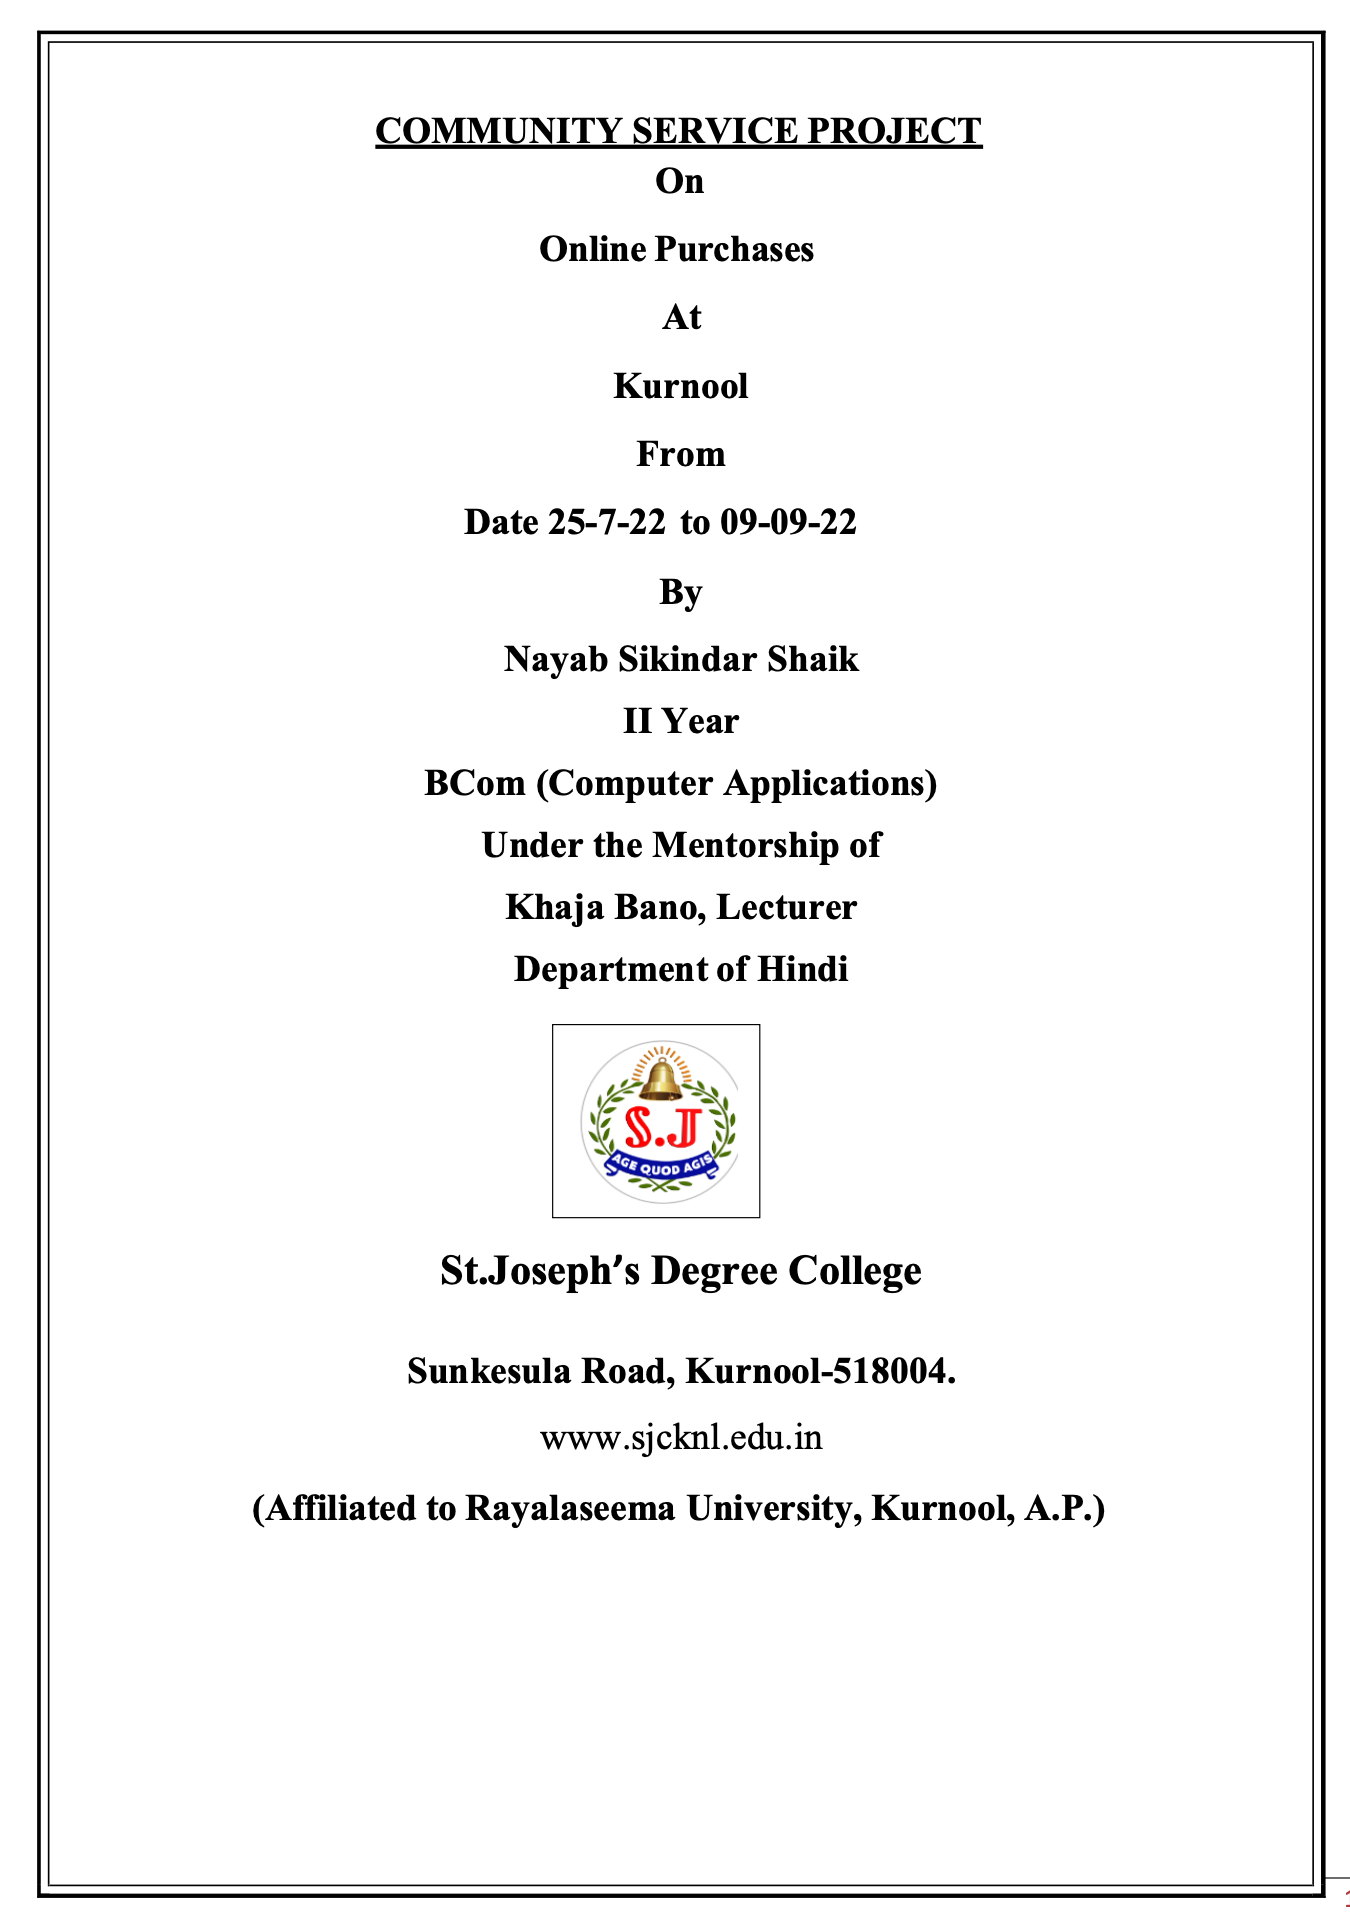 COMMUNITY SERVICE PROJECT
On
Online Purchases
At
Kurnool
From
Date 25-7-22 to 09-09-22
By
Nayab Sikindar Shaik
II Year
BCom (Computer Applications)
Under the Mentorship of
Khaja Bano, Lecturer
Department of Hindi
S.J
AGE QUOD AGIS
St.Joseph's Degree College
Sunkesula Road, Kurnool-518004.
www.sjcknl.edu.in
(Affiliated to Rayalaseema University, Kurnool, A.P.)